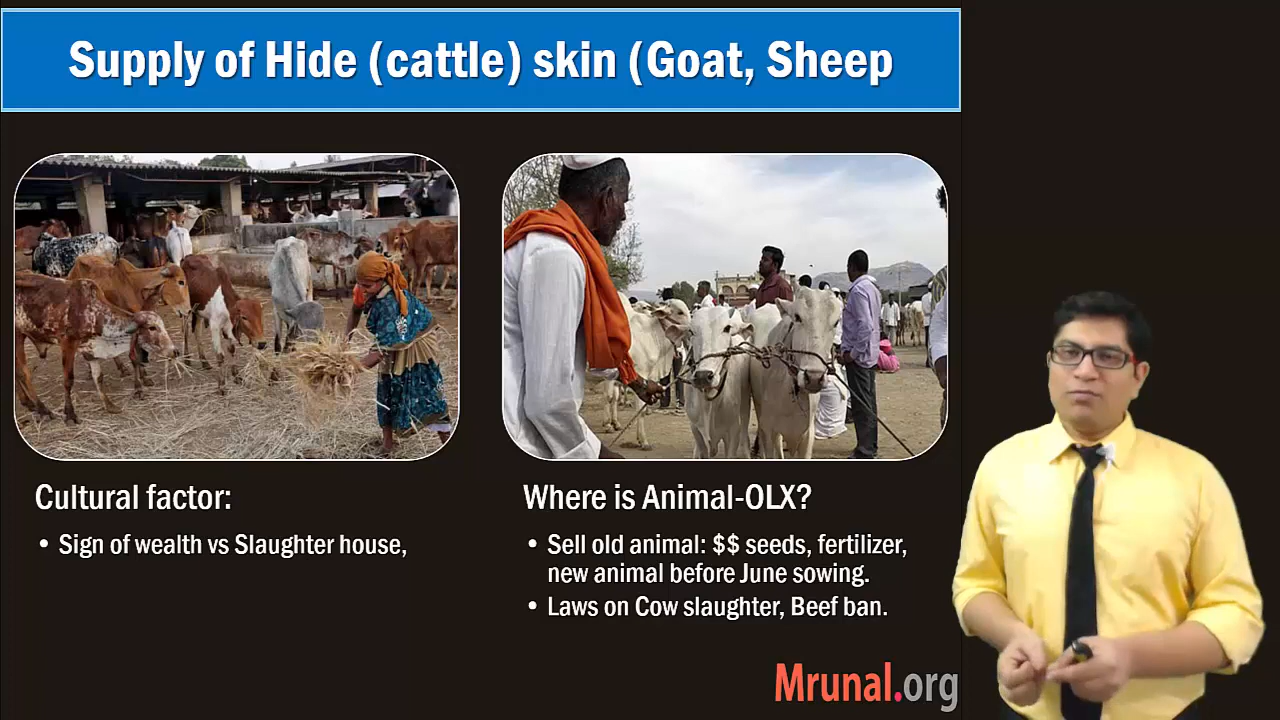 Supply of Hide (cattle) skin (Goat, Sheep
Cultural factor:
• Sign of wealth vs Slaughter house,
Where is Animal-OLX?
• Sell old animal: $$ seeds, fertilizer,
new animal before June sowing.
• Laws on Cow slaughter, Beef ban.
Mrunal.org